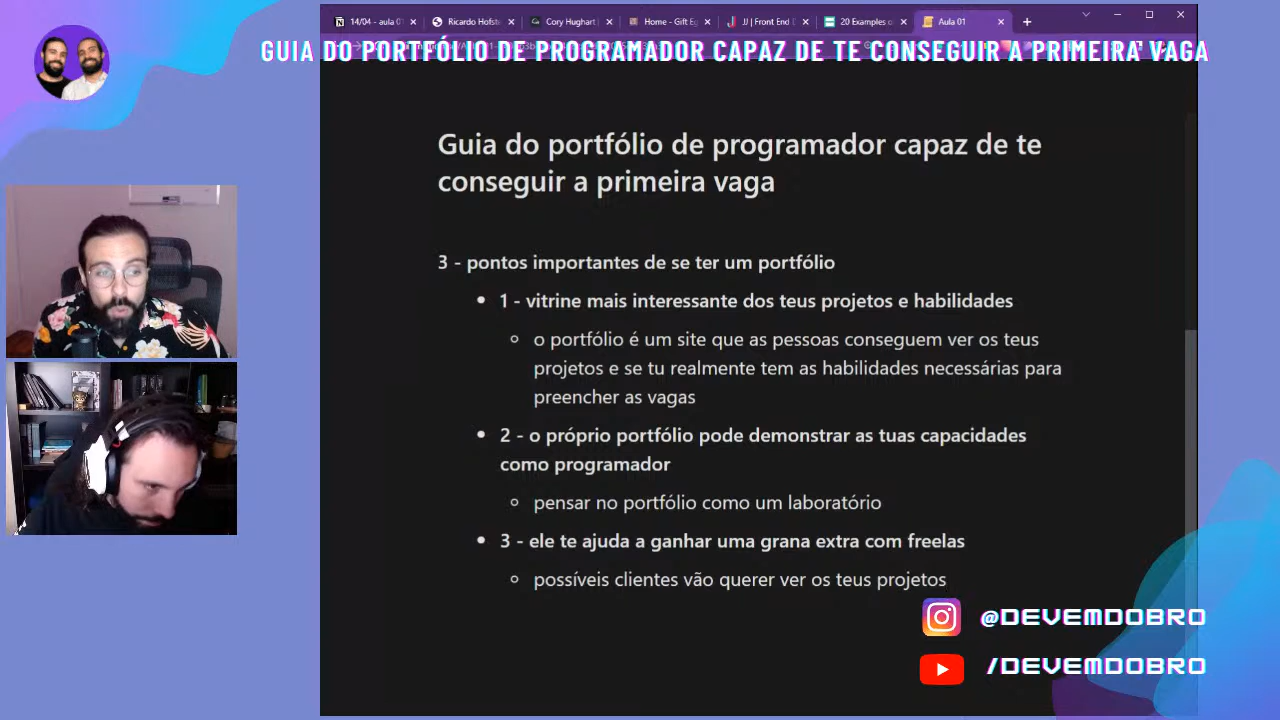 14/04 - aula 01
Ricardo Hofste
Cory Hughart
Home - Gift Eg
JJ | Front End D
20 Examples o
Aula 01
GUIA DO PORTFÓLIO DE PROGRAMADOR CAPAZ DE TE CONSEGUIR A PRIMEIRA VAGA
Guia do portfólio de programador capaz de te
conseguir a primeira vaga
3 - pontos importantes de se ter um portfólio
1 - vitrine mais interessante dos teus projetos e habilidades
o portfólio é um site que as pessoas conseguem ver os teus
projetos e se tu realmente tem as habilidades necessárias para
preencher as vagas
2 - o próprio portfólio pode demonstrar as tuas capacidades
como programador
pensar no portfólio como um laboratório
3 - ele te ajuda a ganhar uma grana extra com freelas
possíveis clientes vão querer ver os teus projetos
@DEVEMDOBRO
/DEVEMDOBRO